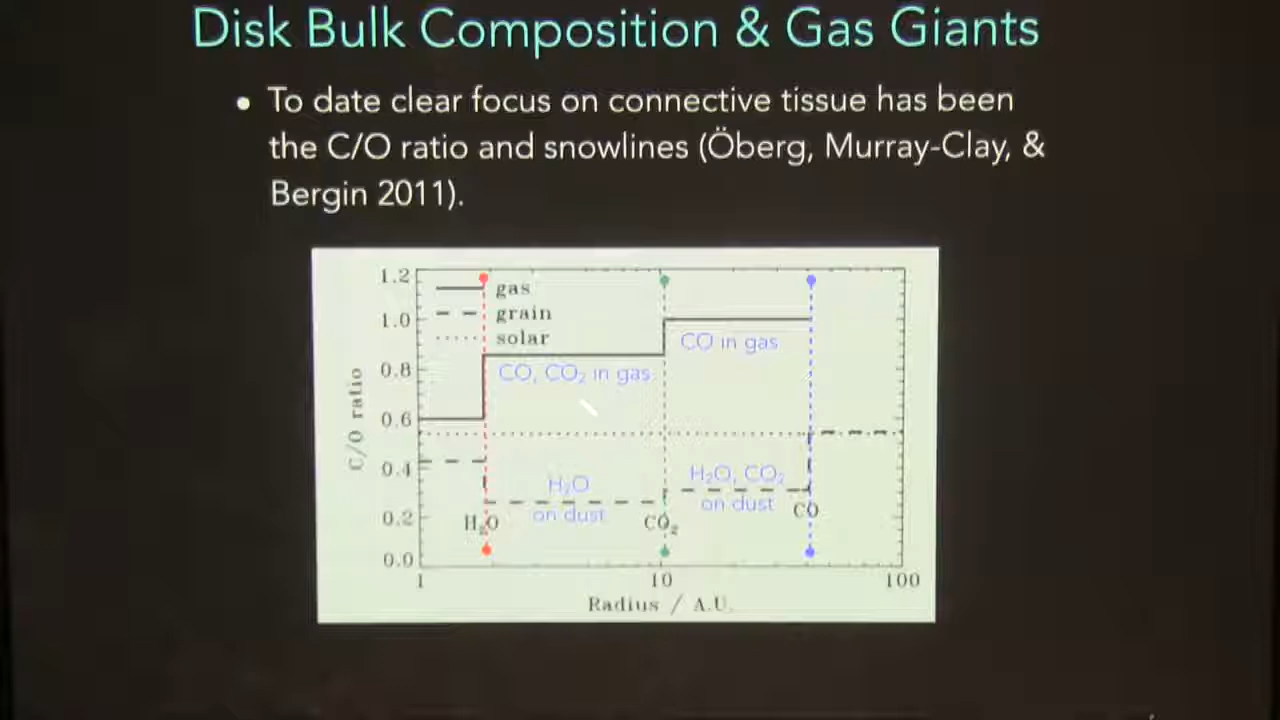 Disk Bulk Composition & Gas Giants
• To date clear focus on connective tissue has been
the C/O ratio and snowlines (Öberg, Murray-Clay, &
Bergin 2011).
1.2
gas
grain
solar
1.0
CO in gas
0.8
CO, CO₂ in gas
0.6
C/O ratio
0.4
H₂O
on dust
H₂O, CO₂
on dust
0.2
H₂O
CO₂
CO
0.0
1
10
100
Radius / A.U.